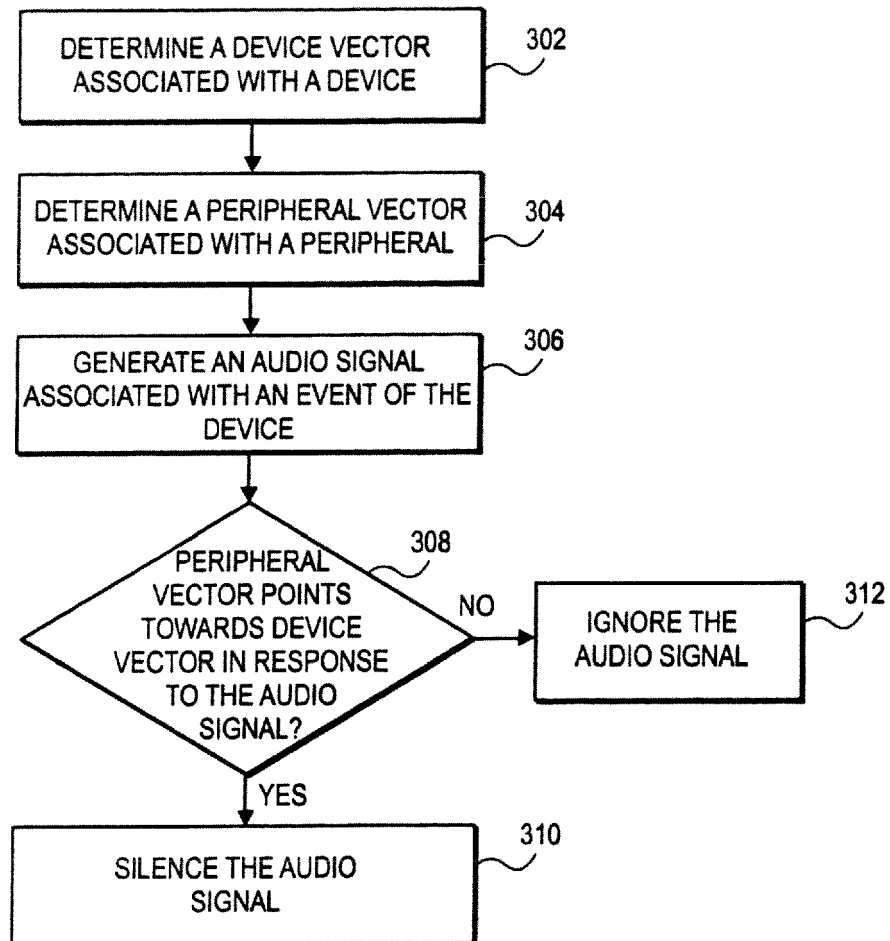 DETERMINE A DEVICE VECTOR
ASSOCIATED WITH A DEVICE
302
DETERMINE A PERIPHERAL VECTOR
ASSOCIATED WITH A PERIPHERAL
304
GENERATE AN AUDIO SIGNAL
ASSOCIATED WITH AN EVENT OF THE
DEVICE
306
PERIPHERAL
VECTOR POINTS
TOWARDS DEVICE
VECTOR IN RESPONSE
TO THE AUDIO
SIGNAL?
308
NO
IGNORE THE
AUDIO SIGNAL
312
YES
SILENCE THE AUDIO
SIGNAL
310